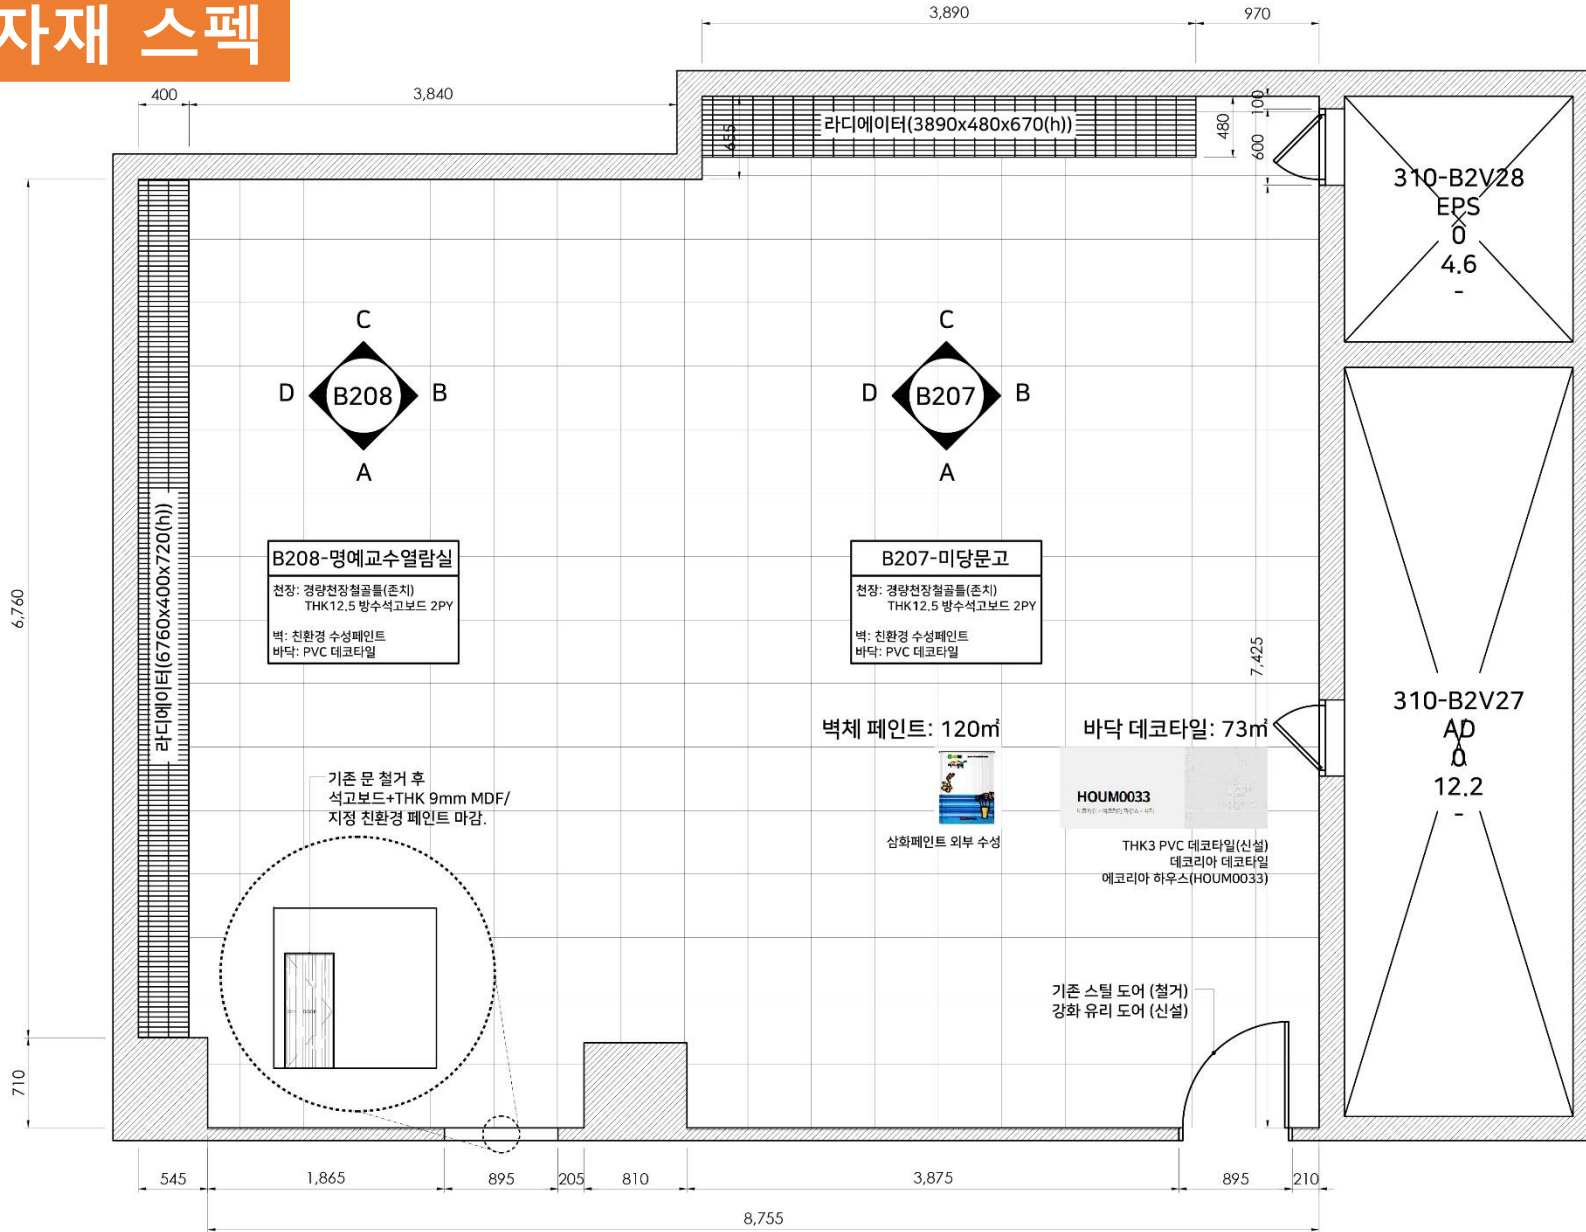 자재 스펙
3,890
970
400
3,840
라디에이터(3890x480x670(h))
655
480
100
600
310-B2V28
EPS
0
4.6
-
C
D
B208
B
A
C
D
B207
B
A
6,760
라디에이터(6760x400x720(h))
B208-명예교수열람실
천장: 경량천장철골틀(존치)
THK12.5 방수석고보드 2PY
벽: 친환경 수성페인트
바닥: PVC 데코타일
B207-미당문고
천장: 경량천장철골틀(존치)
THK12.5 방수석고보드 2PY
벽: 친환경 수성페인트
바닥: PVC 데코타일
7,425
벽체 페인트: 120㎡
바닥 데코타일: 73㎡
310-B2V27
AD
0
12.2
-
기존 문 철거 후
석고보드+THK 9mm MDF/
지정 친환경 페인트 마감.
HOUM0033
삼화페인트 외부 수성
THK3 PVC 데코타일(신설)
데코리아 데코타일
에코리아 하우스(HOUM0033)
기존 스틸 도어 (철거)
강화 유리 도어 (신설)
710
545
1,865
895
205
810
3,875
895
210
8,755